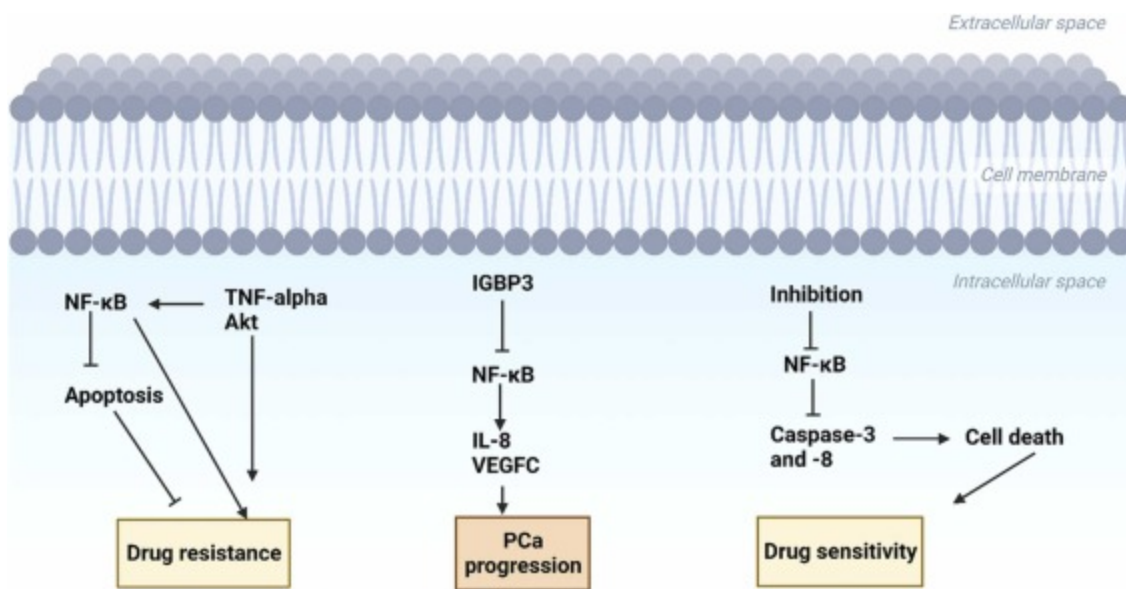 Extracellular space
Cell membrane
Intracellular space
NF-κB
TNF-alpha
Akt
Apoptosis
Drug resistance
IGBP3
NF-κB
IL-8
VEGFC
PCa
progression
Inhibition
NF-κB
Caspase-3
and -8
Cell death
Drug sensitivity